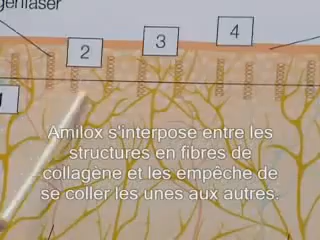 genfaser
2
3
4
Amilox s'interpose entre les
structures en fibres de
collagène et les empêche de
se coller les unes aux autres.